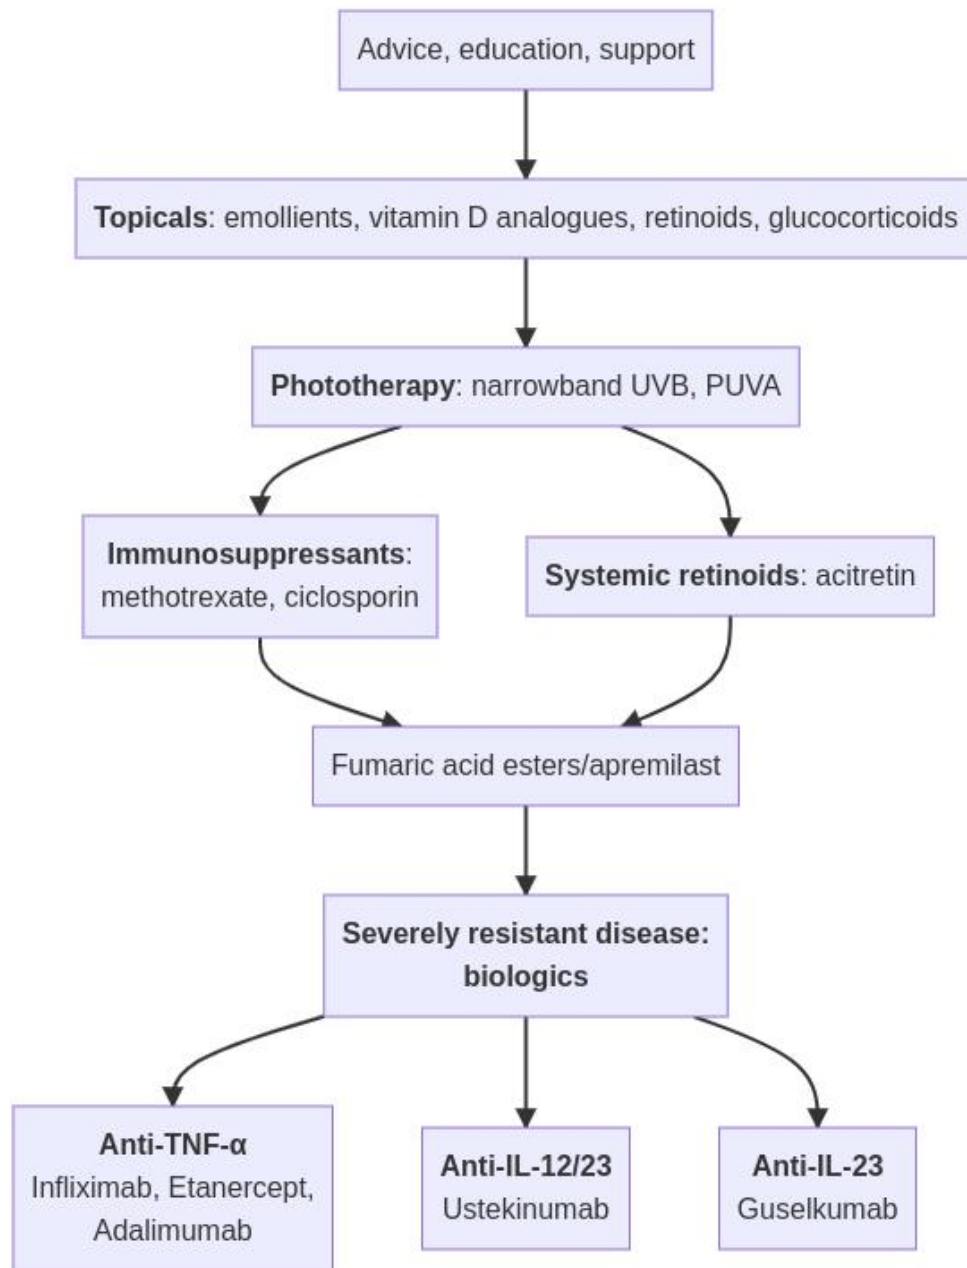 Advice, education, support
Topicals: emollients, vitamin D analogues, retinoids, glucocorticoids
Phototherapy: narrowband UVB, PUVA
Immunosuppressants:
methotrexate, ciclosporin
Systemic retinoids: acitretin
Fumaric acid esters/apremilast
Severely resistant disease:
biologics
Anti-TNF-α
Infliximab, Etanercept,
Adalimumab
Anti-IL-12/23
Ustekinumab
Anti-IL-23
Guselkumab